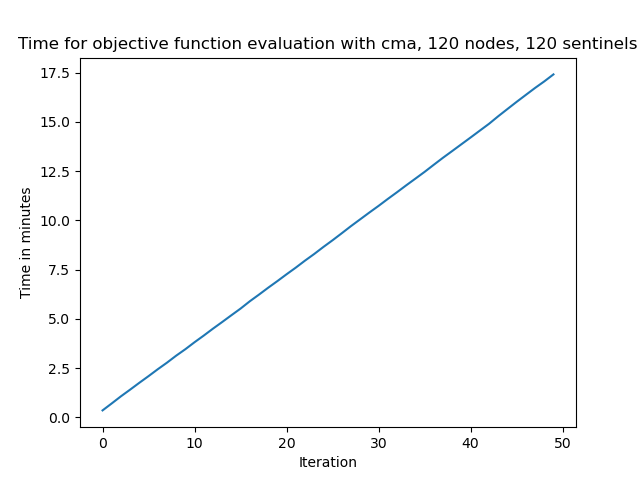 Time for objective function evaluation with cma, 120 nodes, 120 sentinels
17.5
15.0
12.5
10.0
7.5
5.0
2.5
0.0
Time in minutes
0 10 20 30 40 50
Iteration